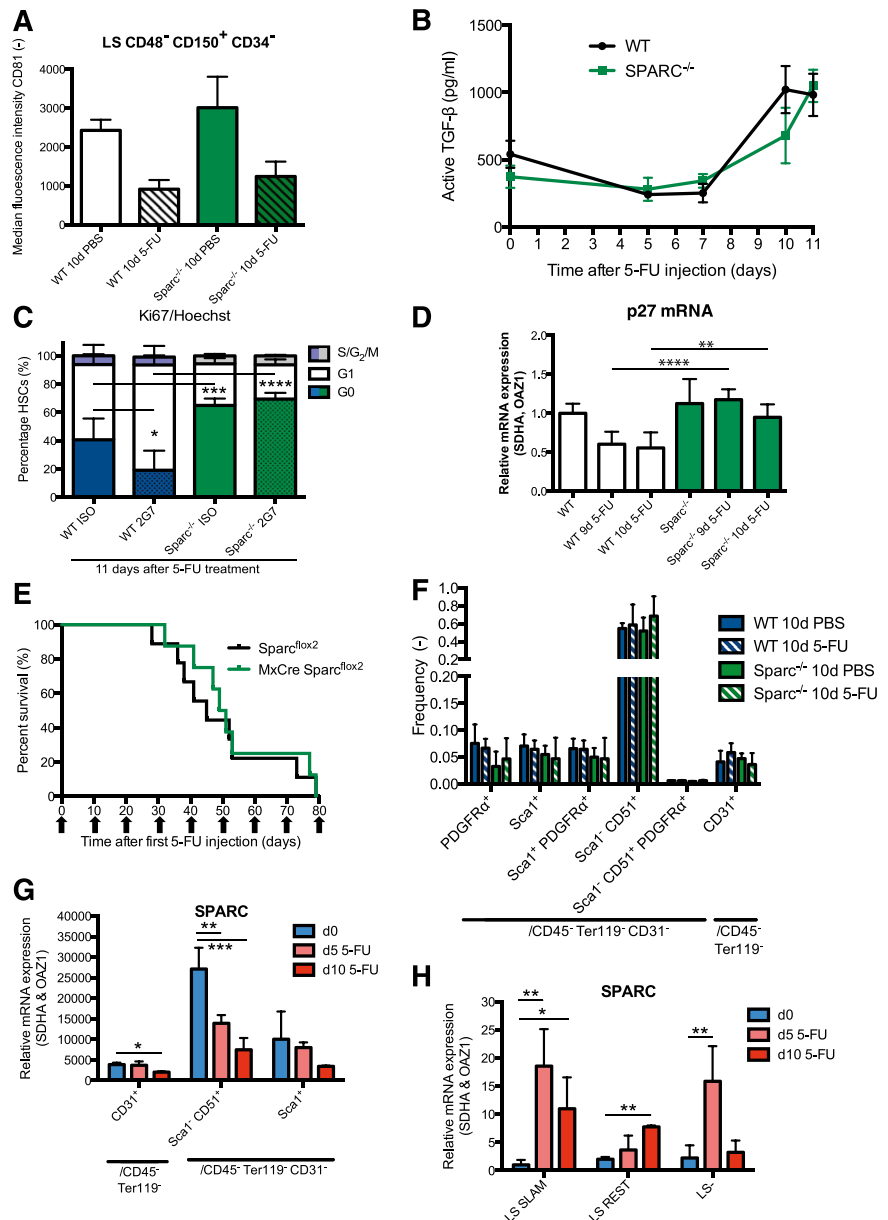 A
LS CD48⁻ CD150⁺ CD34⁻
Median fluoescence intensity CD81 (-)
4000
3000
2000
1000
0
WT 10d PBS
WT 10d 5-FU
Sparc⁻/⁻ 10d PBS
Sparc⁻/⁻ 10d 5-FU
B
WT
SPARC⁻/⁻
Active TGF-β (pg/ml)
1500
1000
500
0
0 1 2 3 4 5 6 7 8 9 10 11
Time after 5-FU injection (days)
C
Ki67/Hoechst
S/G₂/M
G1
G0
Percentage HSCs (%)
100
80
60
40
20
0
*
***
****
WT ISO
WT 2G7
Sparc⁻/⁻ ISO
Sparc⁻/⁻ 2G7
11 days after 5-FU treatment
D
p27 mRNA
Relative mRNA expression
(SDHA, OAZ1)
2.0
1.5
1.0
0.5
0.0
**
****
WT
WT 9d 5-FU
WT 10d 5-FU
Sparc⁻/⁻
Sparc⁻/⁻ 9d 5-FU
Sparc⁻/⁻ 10d 5-FU
E
Sparcᶠˡᵒˣ²
MxCre Sparcᶠˡᵒˣ²
Percent survival (%)
100
80
60
40
20
0
0 10 20 30 40 50 60 70 80
Time after first 5-FU injection (days)
F
WT 10d PBS
WT 10d 5-FU
Sparc⁻/⁻ 10d PBS
Sparc⁻/⁻ 10d 5-FU
Frequency (-)
1.0
0.8
0.6
0.4
0.2
0.20
0.15
0.10
0.05
0.00
PDGFRα⁺
Sca1⁺
Sca1⁺ PDGFRα⁺
Sca1⁻ CD51⁺
Sca1⁻ CD51⁺ PDGFRα⁺
CD31⁺
/CD45⁻ Ter119⁻ CD31⁻
/CD45⁻
Ter119⁻
G
SPARC
d0
d5 5-FU
d10 5-FU
Relative mRNA expression
(SDHA & OAZ1)
40000
35000
30000
25000
20000
15000
10000
5000
0
*
**
***
CD31⁺
Sca1⁻ CD51⁺
Sca1⁺
/CD45⁻
Ter119⁻
/CD45⁻ Ter119⁻ CD31⁻
H
SPARC
d0
d5 5-FU
d10 5-FU
Relative mRNA expression
(SDHA & OAZ1)
30
25
20
15
10
5
0
**
*
**
**
LS SLAM
LS REST
LS-